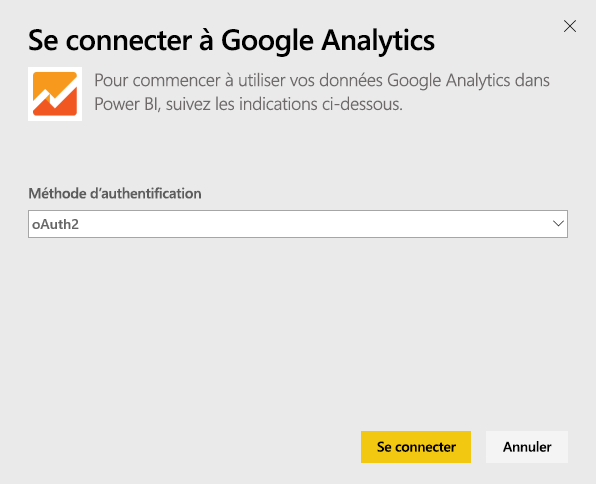 Se connecter à Google Analytics
Pour commencer à utiliser vos données Google Analytics dans
Power BI, suivez les indications ci-dessous.
Méthode d’authentification
oAuth2
Se connecter
Annuler